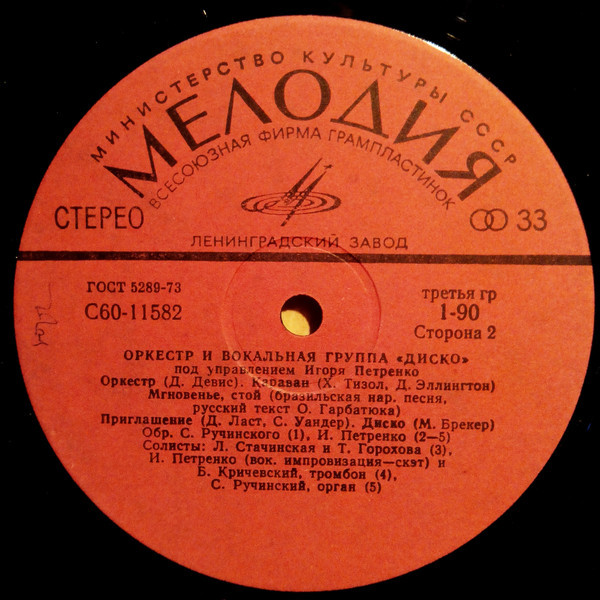 МИНИСТЕРСТВО КУЛЬТУРЫ СССР
МЕЛОДИЯ
ВСЕСОЮЗНАЯ ФИРМА ГРАМПЛАСТИНОК
СТЕРЕО
33
ЛЕНИНГРАДСКИЙ ЗАВОД
ГОСТ 5289-73
С60-11582
третья гр
1-90
Сторона 2
ОРКЕСТР И ВОКАЛЬНАЯ ГРУППА «ДИСКО»
под управлением Игоря Петренко
Оркестр (Д. Девис). Караван (Х. Тизол, Д. Эллингтон)
Мгновенье, стой (бразильская нар. песня,
русский текст О. Гарбатюка)
Приглашение (Д. Ласт, С. Уандер). Диско (М. Брекер)
Обр. С. Ручинского (1), И. Петренко (2—5)
Солисты: Л. Стачинская и Т. Горохова (3),
И. Петренко (вок. импровизация—скэт) и
Б. Кричевский, тромбон (4),
С. Ручинский, орган (5)